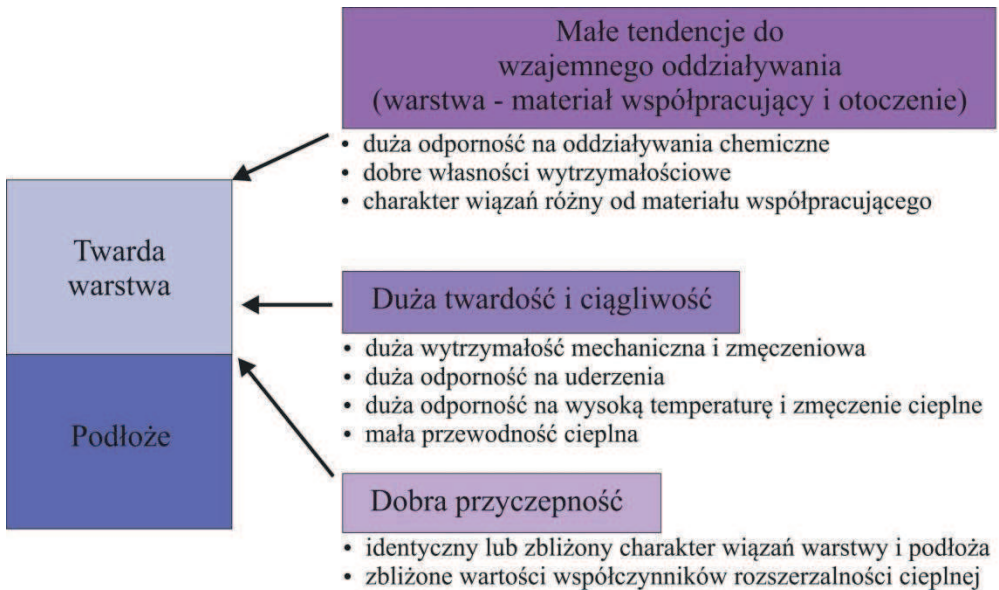 Małe tendencje do
wzajemnego oddziaływania
(warstwa - materiał współpracujący i otoczenie)
• duża odporność na oddziaływania chemiczne
• dobre własności wytrzymałościowe
• charakter wiązań różny od materiału współpracującego
Twarda
warstwa
Duża twardość i ciągliwość
• duża wytrzymałość mechaniczna i zmęczeniowa
• duża odporność na uderzenia
• duża odporność na wysoką temperaturę i zmęczenie cieplne
• mała przewodność cieplna
Podłoże
Dobra przyczepność
• identyczny lub zbliżony charakter wiązań warstwy i podłoża
• zbliżone wartości współczynników rozszerzalności cieplnej